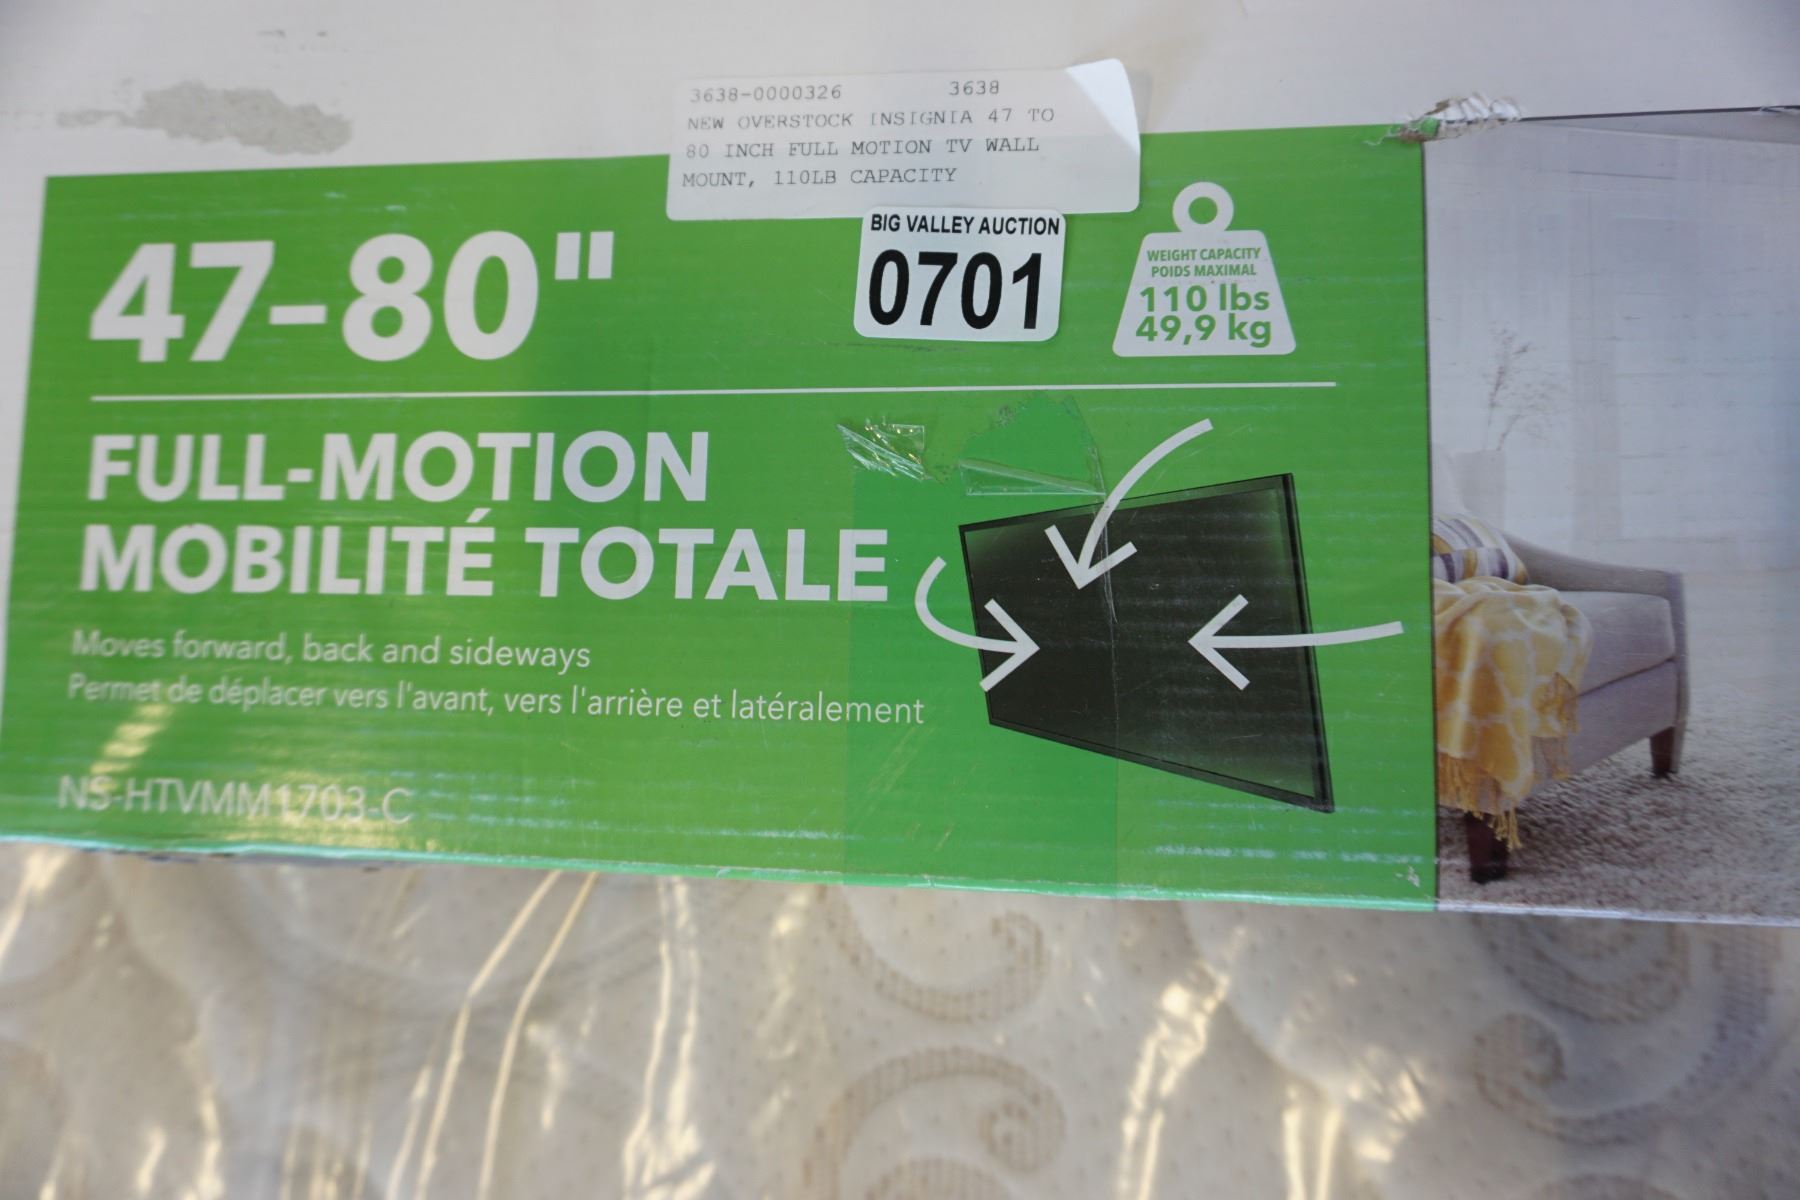 3638-0000326 3638
NEW OVERSTOCK INSIGNIA 47 TO
80 INCH FULL MOTION TV WALL
MOUNT, 110LB CAPACITY
BIG VALLEY AUCTION
0701
47-80"
WEIGHT CAPACITY
POIDS MAXIMAL
110 lbs
49,9 kg
FULL-MOTION
MOBILITÉ TOTALE
Moves forward, back and sideways
Permet de déplacer vers l'avant, vers l'arrière et latéralement
NS-HTVMM1703-C